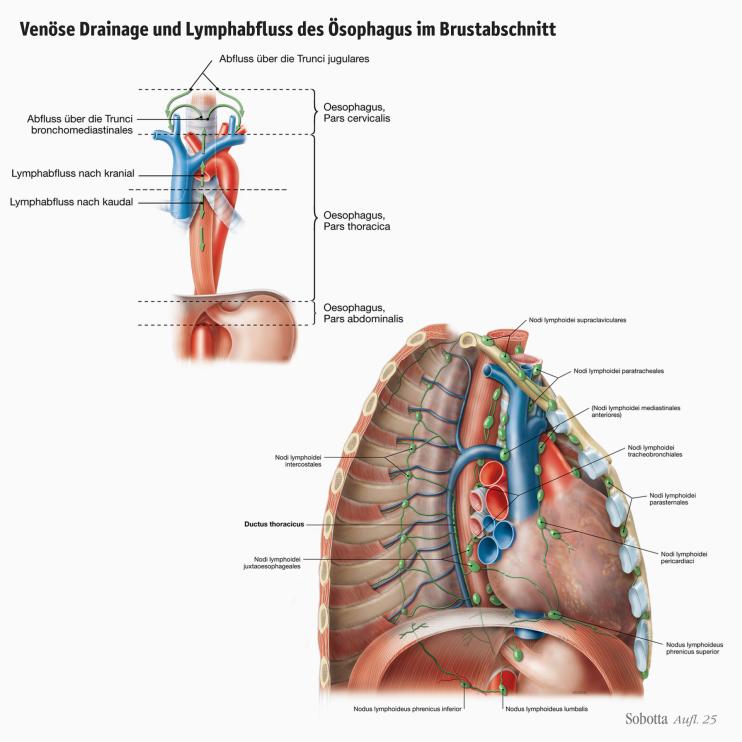 Venöse Drainage und Lymphabfluss des Ösophagus im Brustabschnitt
Abfluss über die Trunci jugulares
Abfluss über die Trunci
bronchomediastinales
Lymphabfluss nach kranial
Lymphabfluss nach kaudal
Oesophagus,
Pars cervicalis
Oesophagus,
Pars thoracica
Oesophagus,
Pars abdominalis
Nodi lymphoidei supraclaviculares
Nodi lymphoidei paratracheales
(Nodi lymphoidei mediastinales
anteriores)
Nodi lymphoidei
tracheobronchiales
Nodi lymphoidei
intercostales
Nodi lymphoidei
parasternales
Ductus thoracicus
Nodi lymphoidei
juxtaoesophageales
Nodi lymphoidei
pericardiaci
Nodus lymphoideus
phrenicus superior
Nodus lymphoideus phrenicus inferior
Nodus lymphoideus lumbalis
Sobotta Aufl. 25